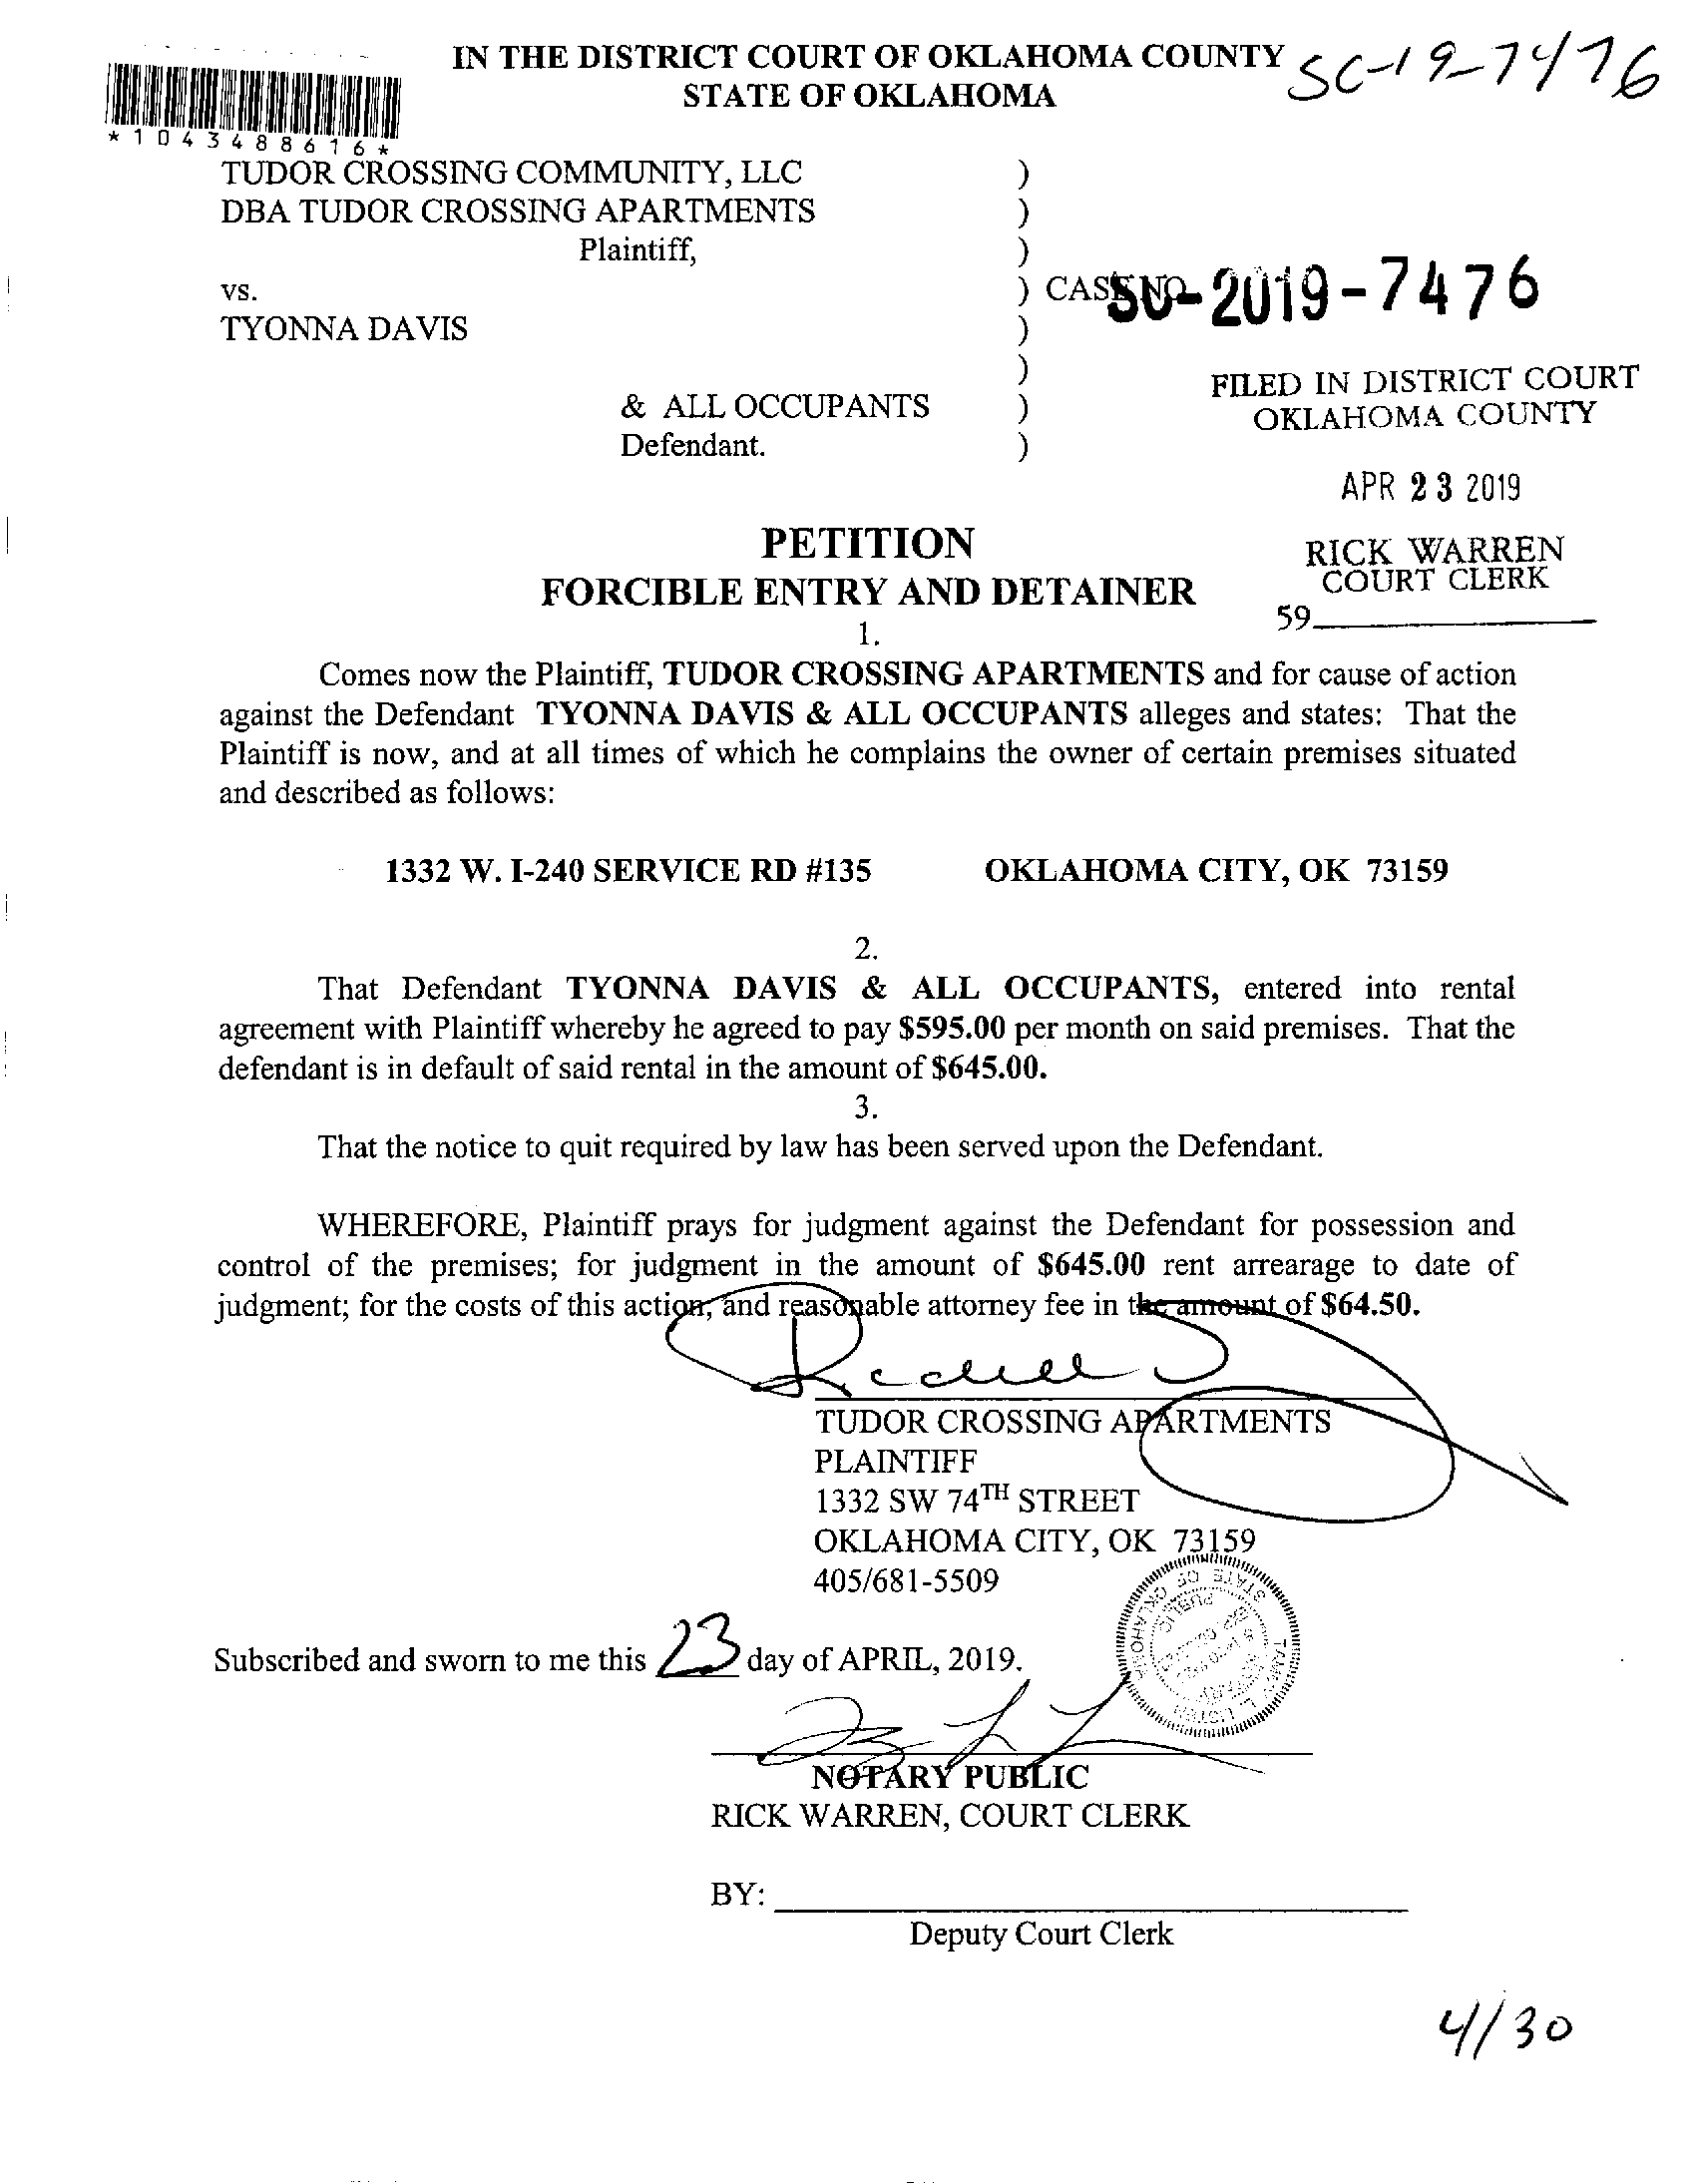 IN THE DISTRICT COURT OF OKLAHOMA COUNTY
STATE OF OKLAHOMA
SC-19-7476
*1043488616*
TUDOR CROSSING COMMUNITY, LLC )
DBA TUDOR CROSSING APARTMENTS )
Plaintiff, )
vs. ) CASE NO. SC-2019-7476
TYONNA DAVIS )
)
& ALL OCCUPANTS )
Defendant. )
FILED IN DISTRICT COURT
OKLAHOMA COUNTY
APR 23 2019
RICK WARREN
COURT CLERK
59
PETITION
FORCIBLE ENTRY AND DETAINER
1.
Comes now the Plaintiff, TUDOR CROSSING APARTMENTS and for cause of action
against the Defendant TYONNA DAVIS & ALL OCCUPANTS alleges and states: That the
Plaintiff is now, and at all times of which he complains the owner of certain premises situated
and described as follows:
1332 W. I-240 SERVICE RD #135 OKLAHOMA CITY, OK 73159
2.
That Defendant TYONNA DAVIS & ALL OCCUPANTS, entered into rental
agreement with Plaintiff whereby he agreed to pay $595.00 per month on said premises. That the
defendant is in default of said rental in the amount of $645.00.
3.
That the notice to quit required by law has been served upon the Defendant.
WHEREFORE, Plaintiff prays for judgment against the Defendant for possession and
control of the premises; for judgment in the amount of $645.00 rent arrearage to date of
judgment; for the costs of this action, and reasonable attorney fee in the amount of $64.50.
TUDOR CROSSING APARTMENTS
PLAINTIFF
1332 SW 74TH STREET
OKLAHOMA CITY, OK 73159
405/681-5509
STATE OF OKLAHOMA
PUBLIC
Subscribed and sworn to me this 23 day of APRIL, 2019.
NOTARY PUBLIC
RICK WARREN, COURT CLERK
BY:
Deputy Court Clerk
4/30